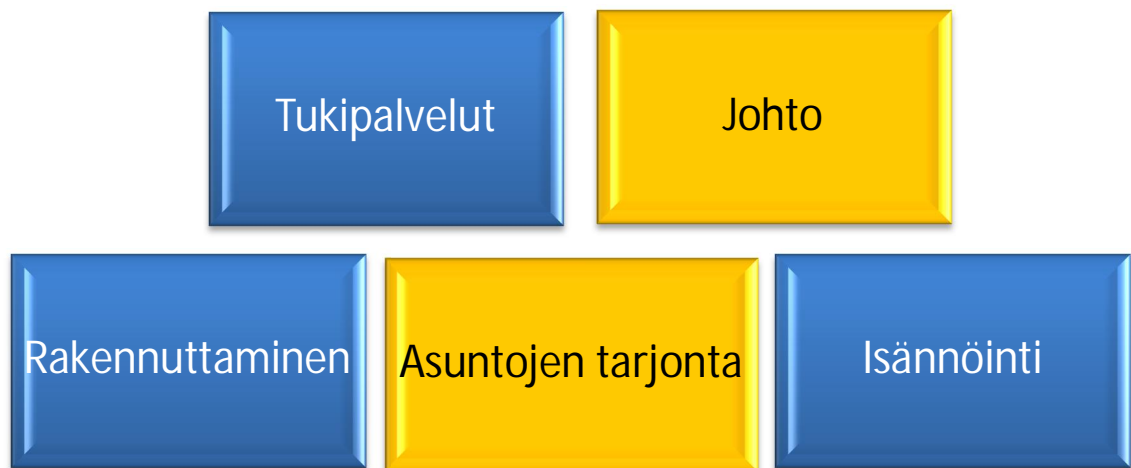 Tukipalvelut
Johto
Rakennuttaminen
Asuntojen tarjonta
Isännöinti